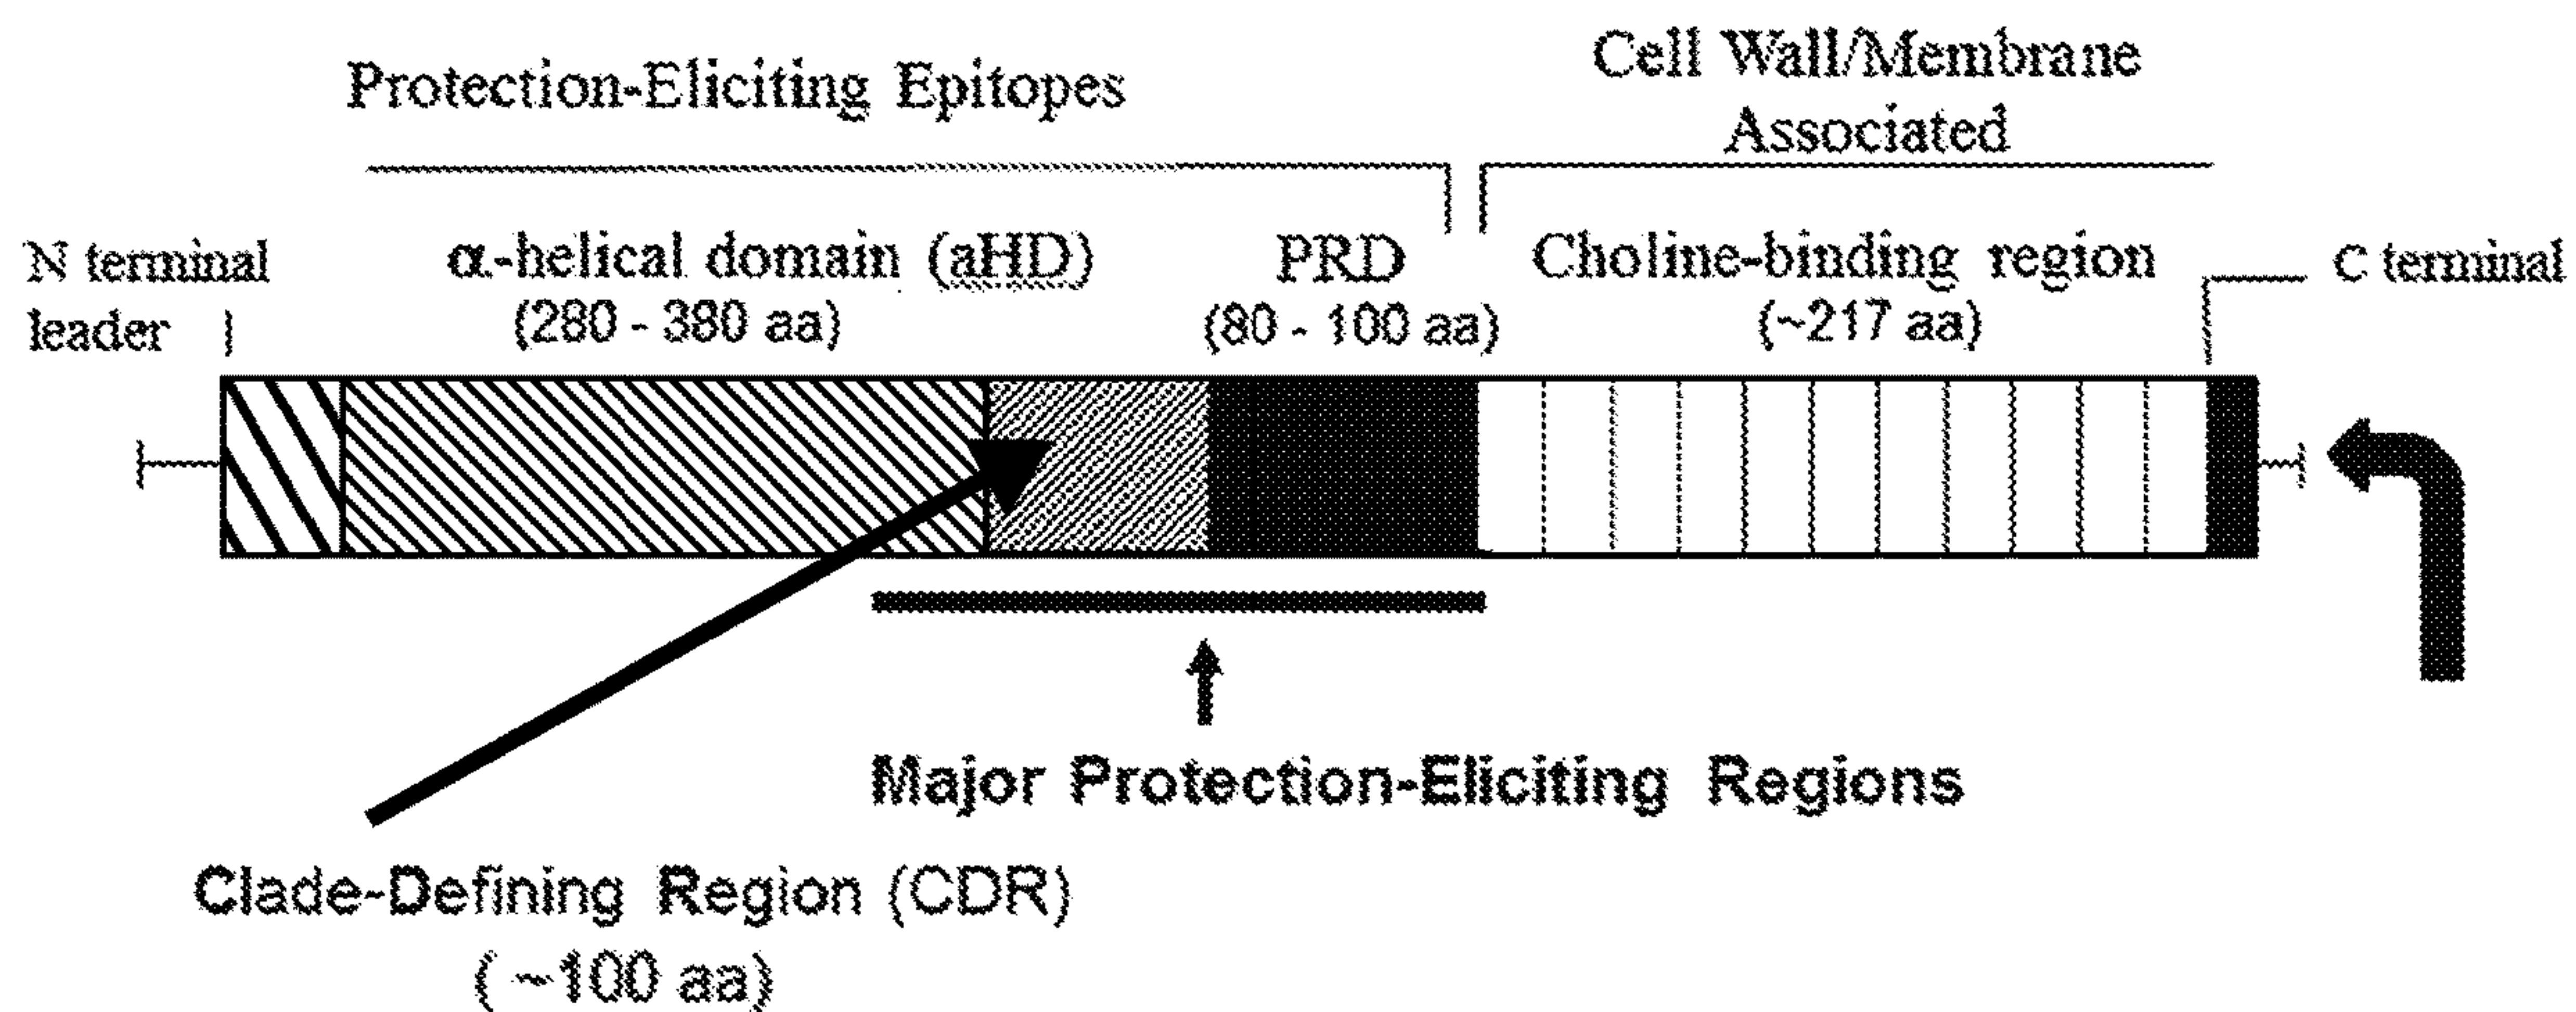 Protection-Eliciting Epitopes
Cell Wall/Membrane
Associated
N terminal
leader
α-helical domain (aHD)
(280 - 380 aa)
PRD
(80 - 100 aa)
Choline-binding region
(~217 aa)
C terminal
Major Protection-Eliciting Regions
Clade-Defining Region (CDR)
( ~100 aa)